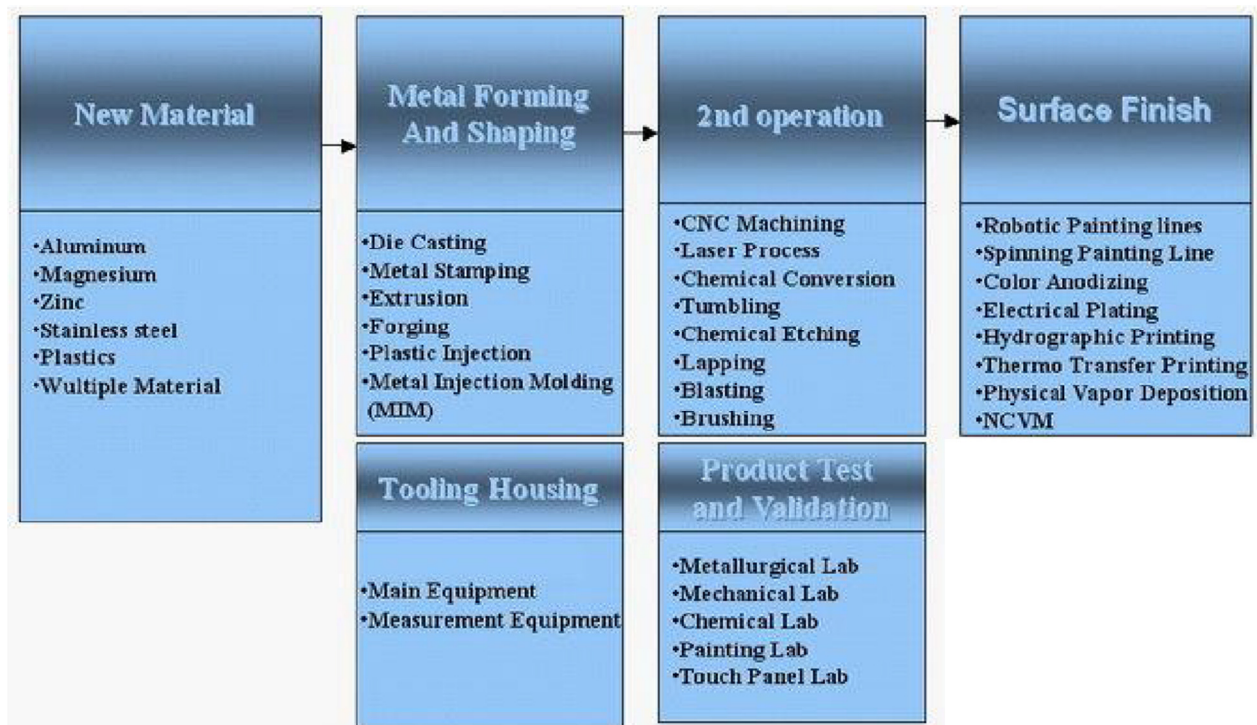 New Material
•Aluminum
•Magnesium
•Zinc
•Stainless steel
•Plastics
•Wultiple Material
Metal Forming
And Shaping
•Die Casting
•Metal Stamping
•Extrusion
•Forging
•Plastic Injection
•Metal Injection Molding
(MIM)
2nd operation
•CNC Machining
•Laser Process
•Chemical Conversion
•Tumbling
•Chemical Etching
•Lapping
•Blasting
•Brushing
Surface Finish
•Robotic Painting lines
•Spinning Painting Line
•Color Anodizing
•Electrical Plating
•Hydrographic Printing
•Thermo Transfer Printing
•Physical Vapor Deposition
•NCVM
Tooling Housing
•Main Equipment
•Measurement Equipment
Product Test
and Validation
•Metallurgical Lab
•Mechanical Lab
•Chemical Lab
•Painting Lab
•Touch Panel Lab